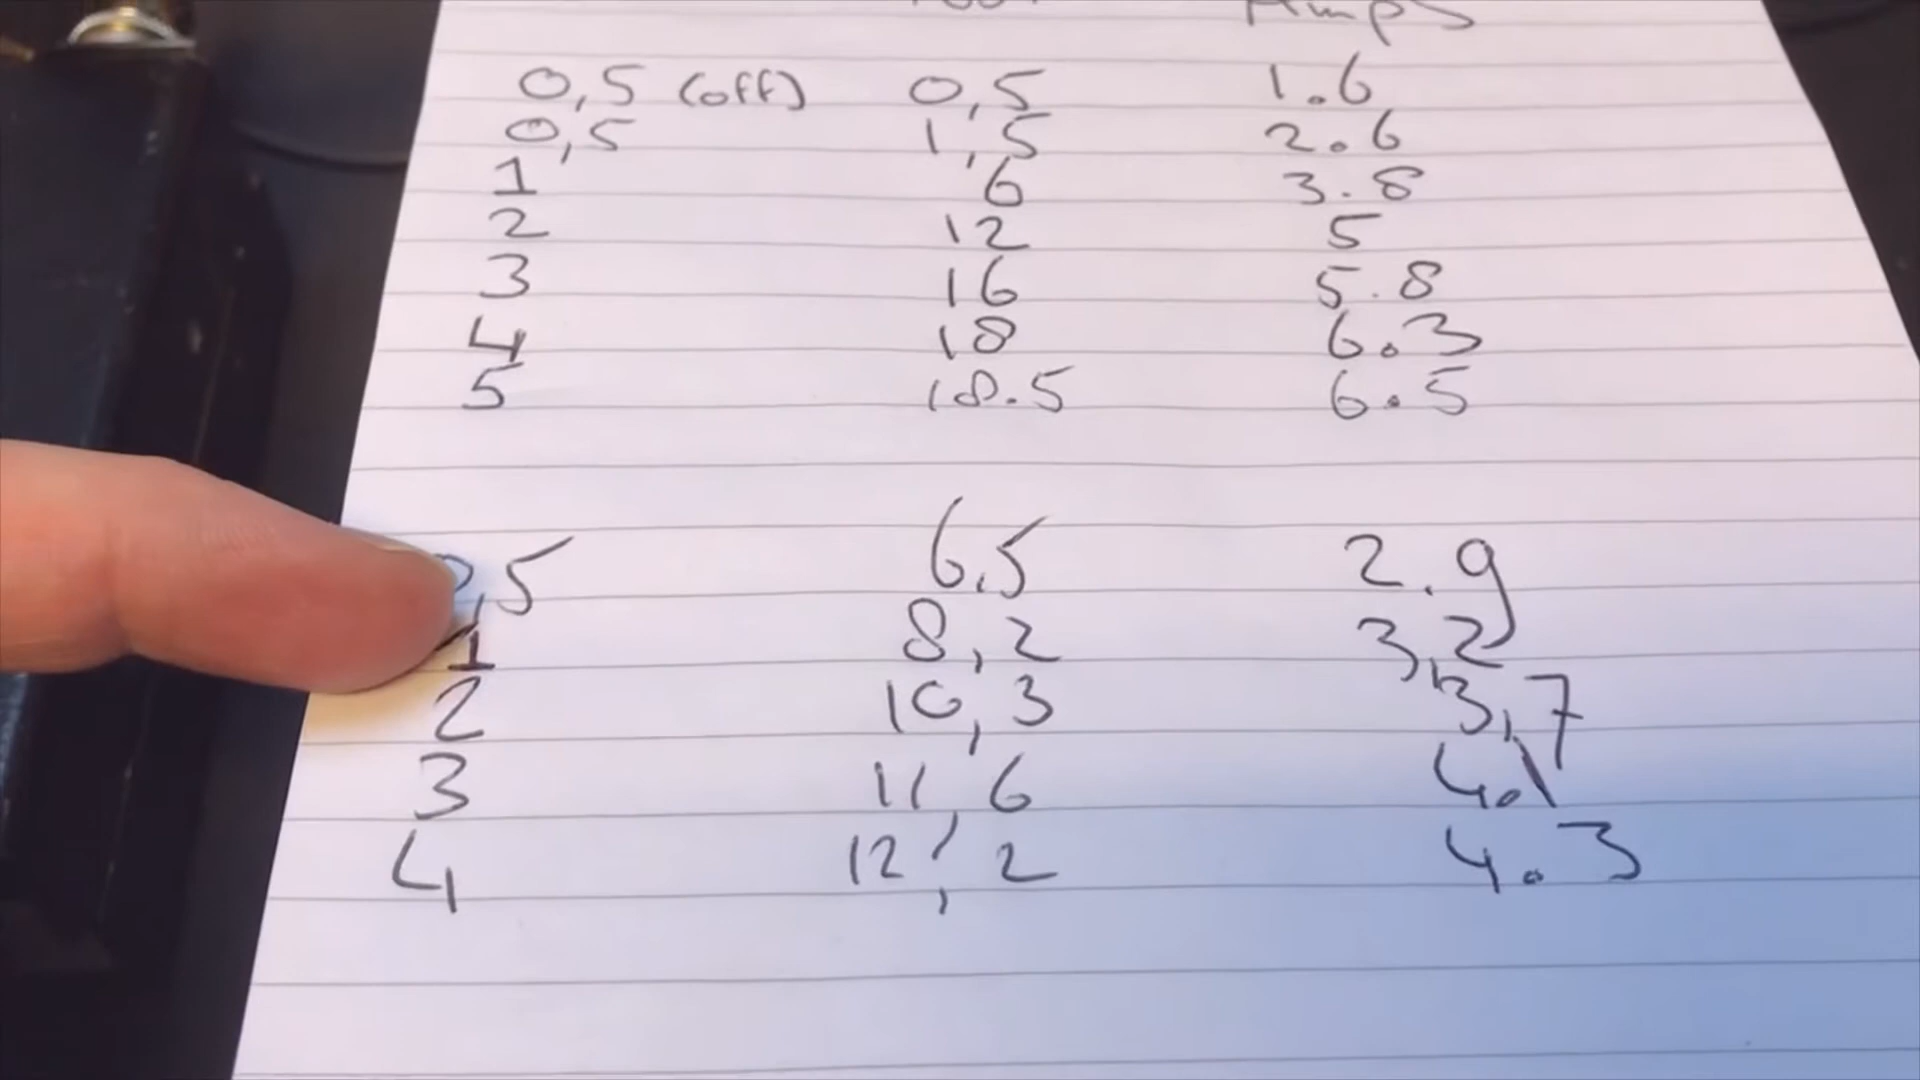 Amps
0,5 (off) 0,5 1.6
0,5 1,5 2.6
1 6 3.8
2 12 5
3 16 5.8
4 18 6.3
5 18.5 6.5
,5 6,5 2.9
1 8,2 3,2
2 10,3 3,7
3 11,6 4.1
4 12,2 4.3